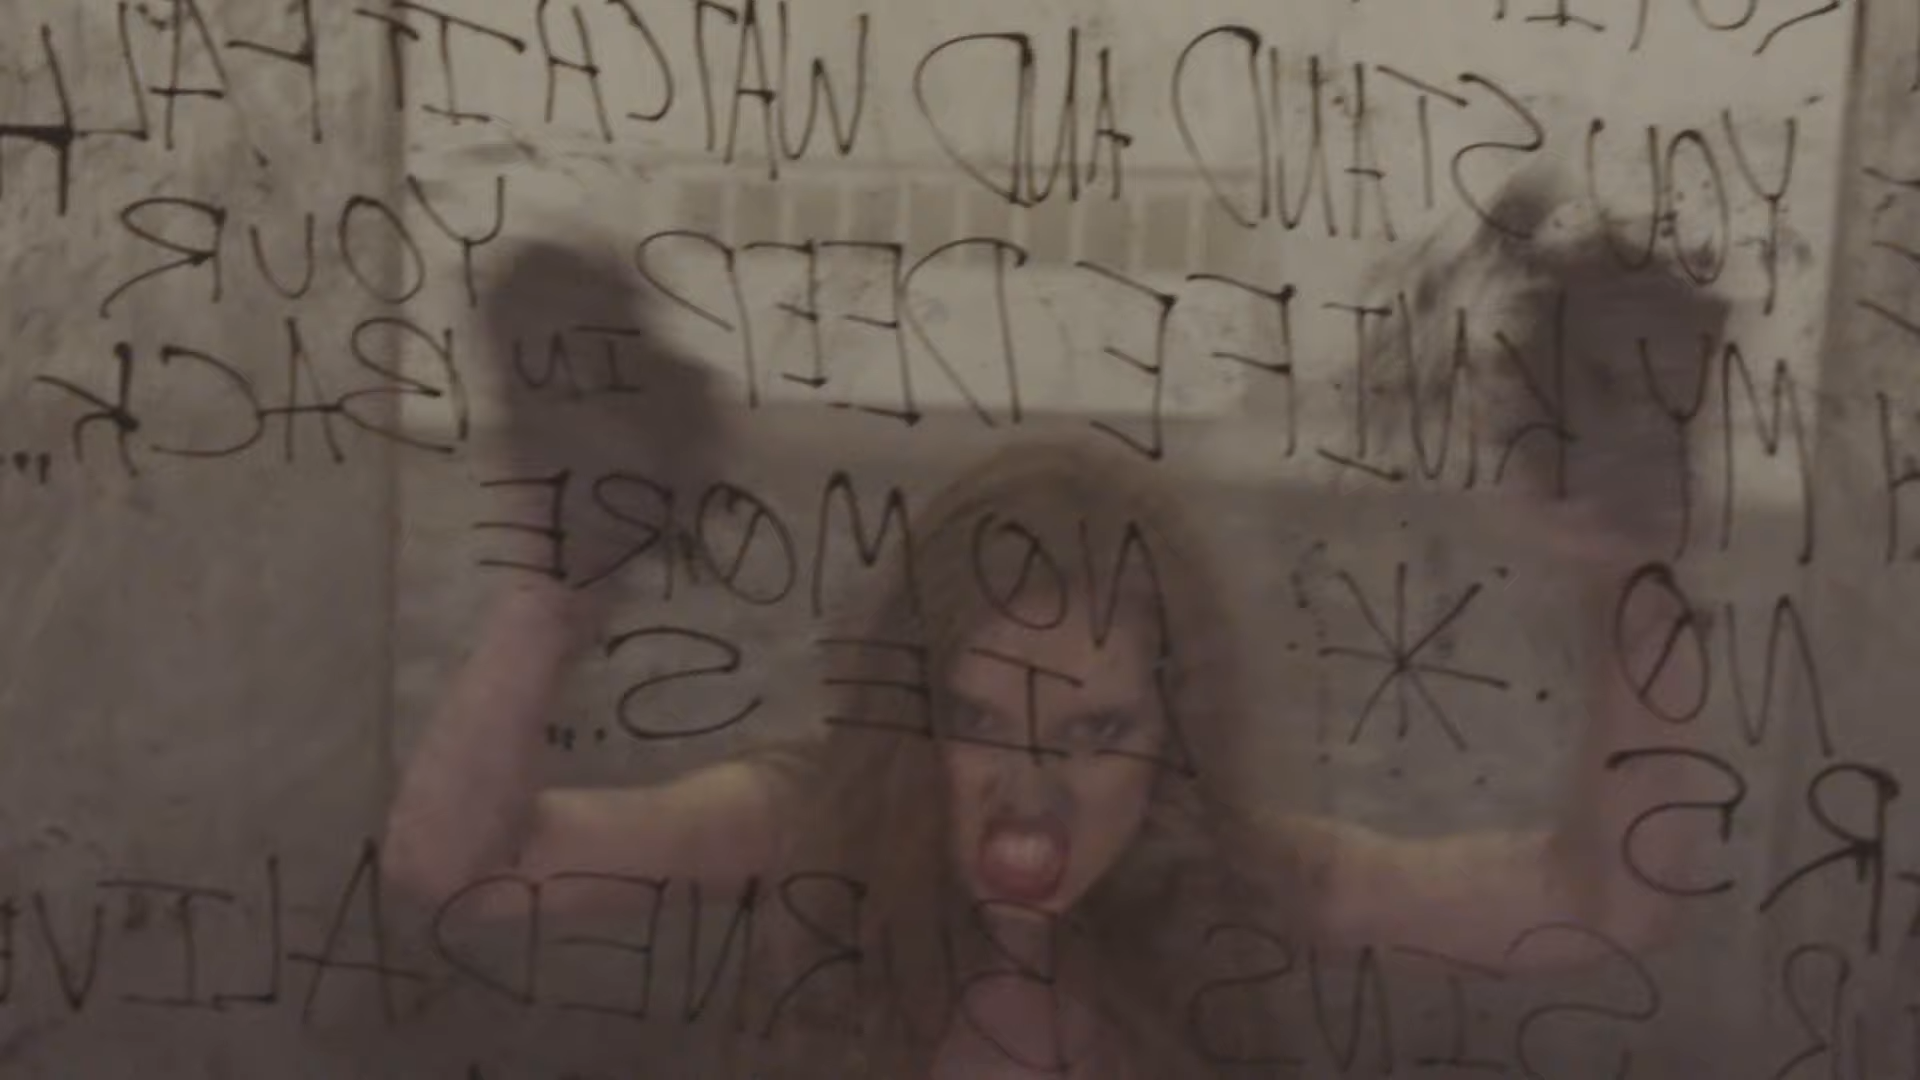 YOU STAND AND WATCH IT FALL
MY KNIFE DEEP IN YOUR BACK...
NO MORE
LIES...
NO
SINS BURNED ALIVE